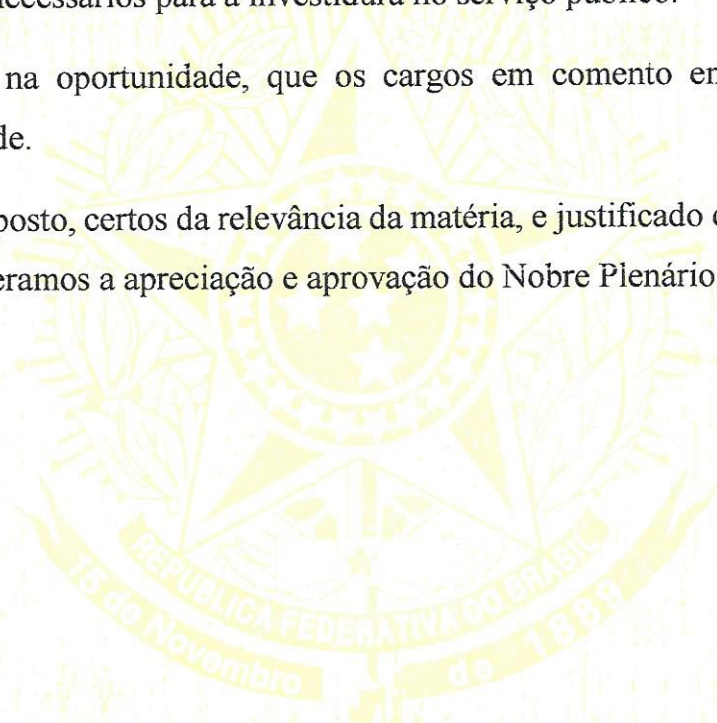 necessários para a investidura no serviço público.
na oportunidade, que os cargos em comento en
de.
posto, certos da relevância da matéria, e justificado
eramos a apreciação e aprovação do Nobre Plenário
REPUBLICA FEDERATIVA DO BRASIL
15 de Novembro de 1889